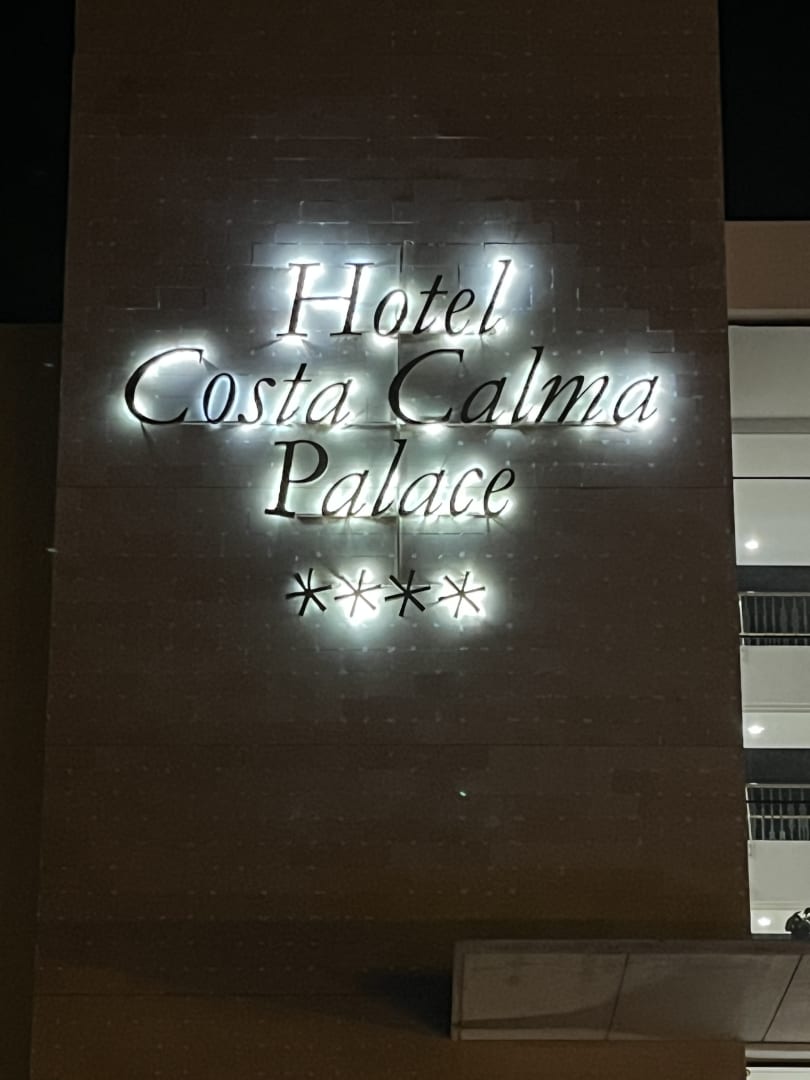 Hotel
Costa Calma
Palace
****